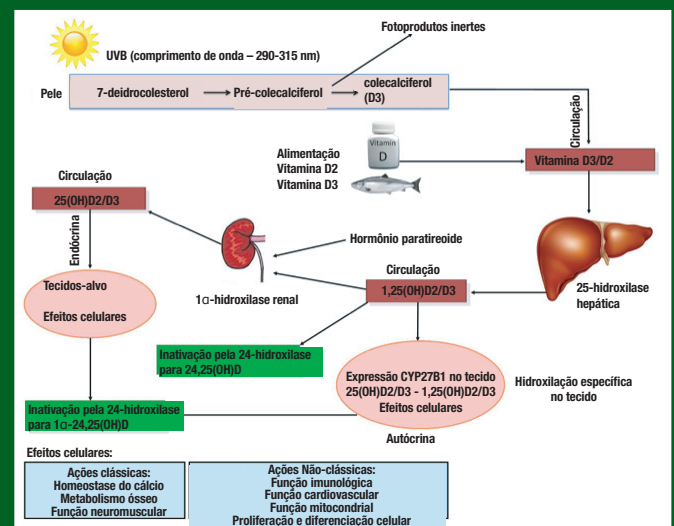 Fotoprodutos inertes
UVB (comprimento de onda – 290-315 nm)
Pele
7-deidrocolesterol
Pré-colecalciferol
colecalciferol
(D3)
Circulação
Alimentação
Vitamina D2
Vitamina D3
Vitamin
D
Vitamina D3/D2
Circulação
25(OH)D2/D3
Endócrina
Hormônio paratireoide
Tecidos-alvo
Efeitos celulares
1α-hidroxilase renal
Circulação
1,25(OH)D2/D3
25-hidroxilase
hepática
Inativação pela 24-hidroxilase
para 24,25(OH)D
Expressão CYP27B1 no tecido
25(OH)D2/D3 - 1,25(OH)D2/D3
Efeitos celulares
Hidroxilação específica
no tecido
Inativação pela 24-hidroxilase
para 1α-24,25(OH)D
Autócrina
Efeitos celulares:
Ações clássicas:
Homeostase do cálcio
Metabolismo ósseo
Função neuromuscular
Ações Não-clássicas:
Função imunológica
Função cardiovascular
Função mitocondrial
Proliferação e diferenciação celular